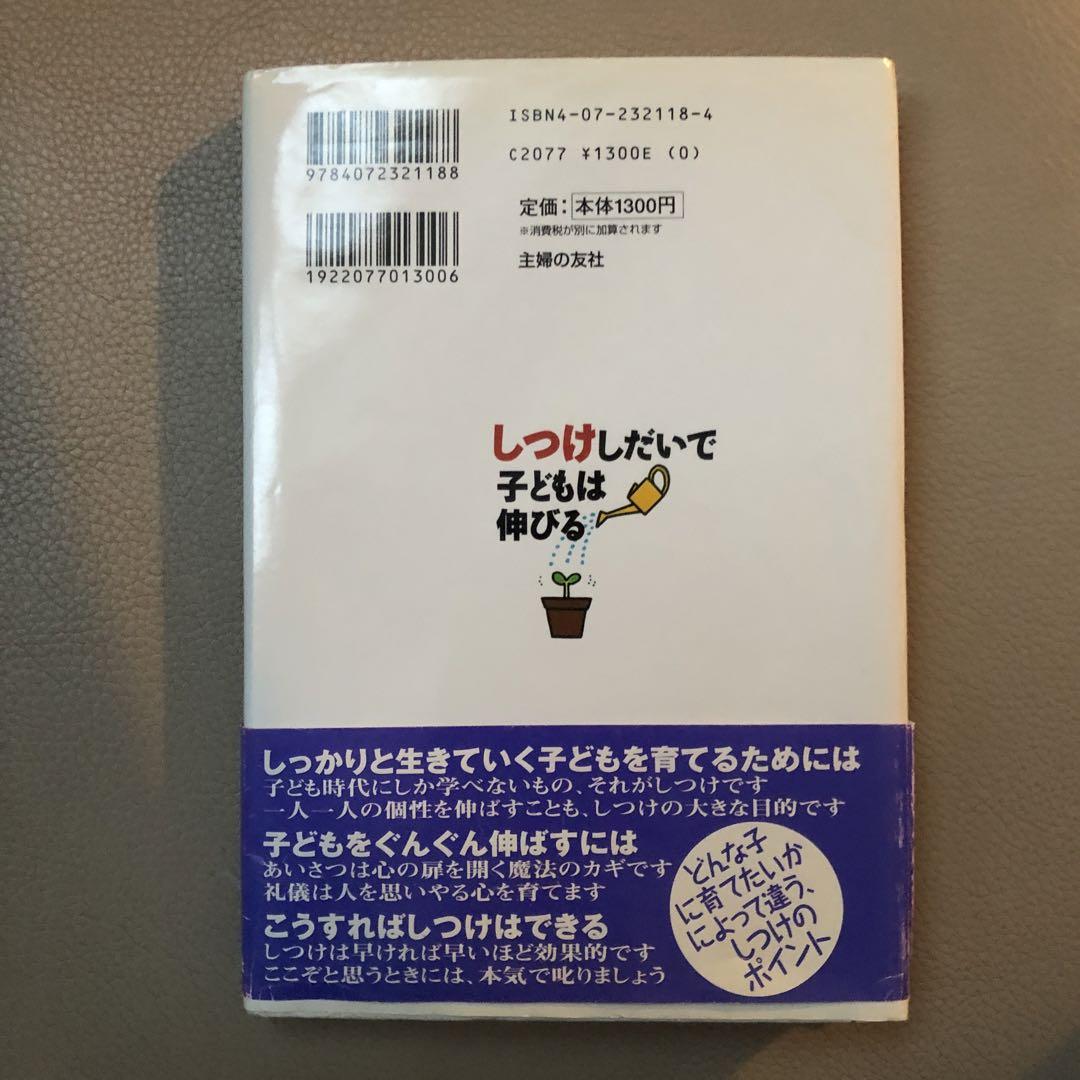 ISBN4-07-232118-4
C2077 ¥1300E (0)
9784072321188
1922077013006
定価：本体1300円
※消費税が別に加算されます
主婦の友社
しつけしだいで
子どもは
伸びる
しっかりと生きていく子どもを育てるためには
子ども時代にしか学べないもの、それがしつけです
一人一人の個性を伸ばすことも、しつけの大きな目的です
子どもをぐんぐん伸ばすには
あいさつは心の扉を開く魔法のカギです
礼儀は人を思いやる心を育てます
こうすればしつけはできる
しつけは早ければ早いほど効果的です
ここぞと思うときには、本気で叱りましょう
どんな子
に育てたいか
によって違う、
しつけの
ポイント